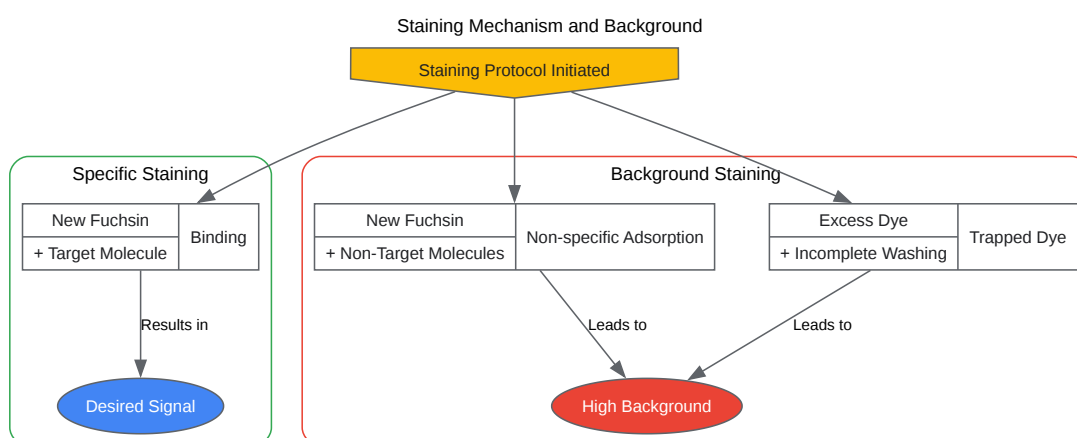 Staining Mechanism and Background
Staining Protocol Initiated
Specific Staining
New Fuchsin
+ Target Molecule
Binding
Results in
Desired Signal
Background Staining
New Fuchsin
+ Non-Target Molecules
Non-specific Adsorption
Excess Dye
+ Incomplete Washing
Trapped Dye
Leads to
Leads to
High Background